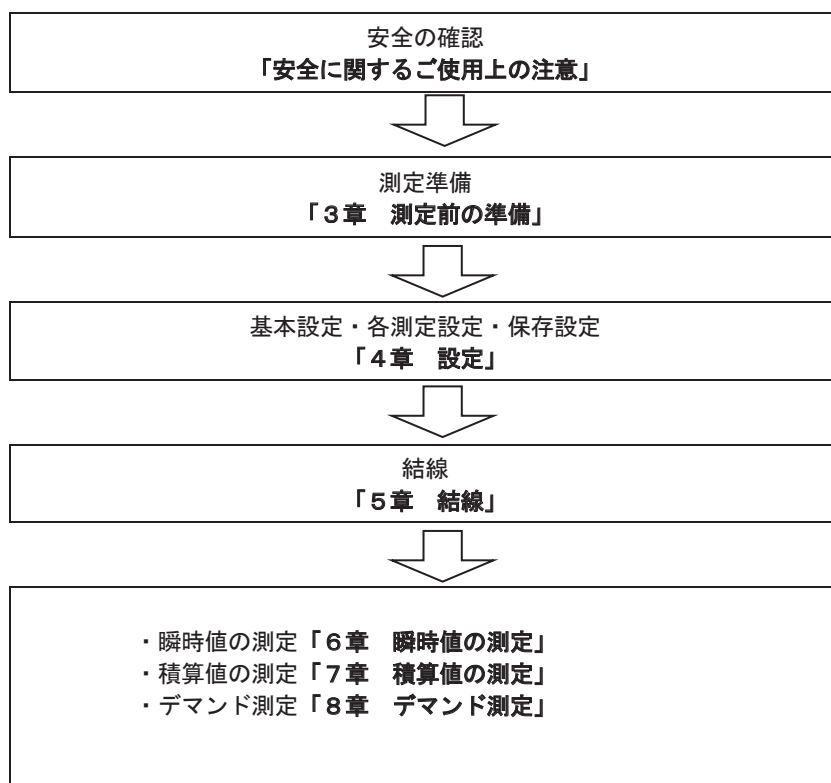 安全の確認
「安全に関するご使用上の注意」
測定準備
「３章　測定前の準備」
基本設定・各測定設定・保存設定
「４章　設定」
結線
「５章　結線」
・瞬時値の測定「６章　瞬時値の測定」
・積算値の測定「７章　積算値の測定」
・デマンド測定「８章　デマンド測定」